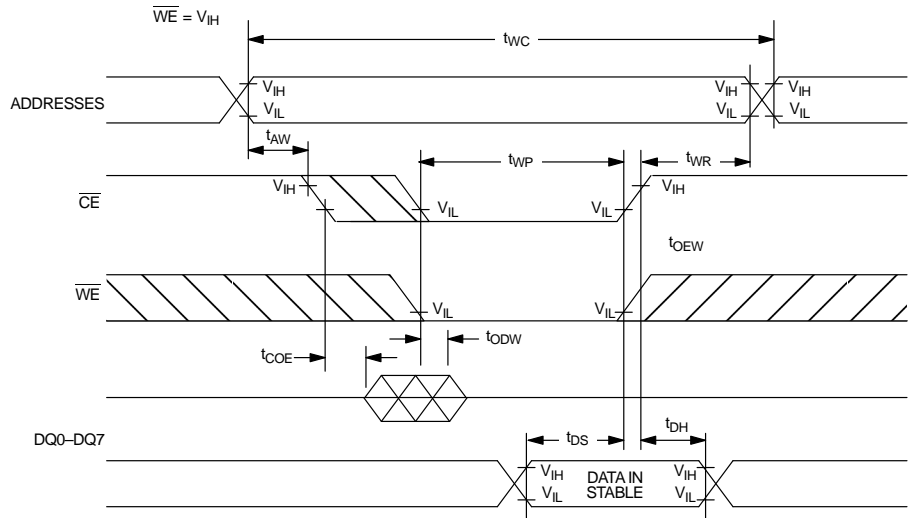 WE = VIH
tWC
ADDRESSES
VIH
VIH
VIH
VIL
VIL
VIL
tAW
tWP
tWR
CE
VIH
VIL
VIL
VIH
tOEW
WE
VIL
VIL
tCOE
tODW
DQ0–DQ7
tDS
tDH
VIH
DATA IN
VIH
VIL
STABLE
VIL